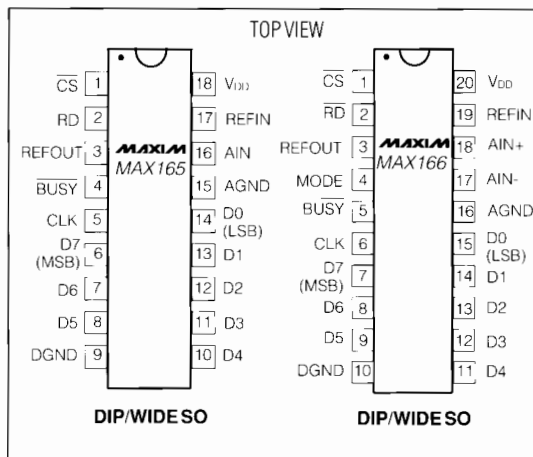 TOP VIEW
CS 1 18 VDD
RD 2 17 REFIN
REFOUT 3 16 AIN
BUSY 4 15 AGND
CLK 5 14 D0 (LSB)
D7 (MSB) 6 13 D1
D6 7 12 D2
D5 8 11 D3
DGND 9 10 D4
MAXIM
MAX165
DIP/WIDE SO
CS 1 20 VDD
RD 2 19 REFIN
REFOUT 3 18 AIN+
MODE 4 17 AIN-
BUSY 5 16 AGND
CLK 6 15 D0 (LSB)
D7 (MSB) 7 14 D1
D6 8 13 D2
D5 9 12 D3
DGND 10 11 D4
MAXIM
MAX166
DIP/WIDE SO